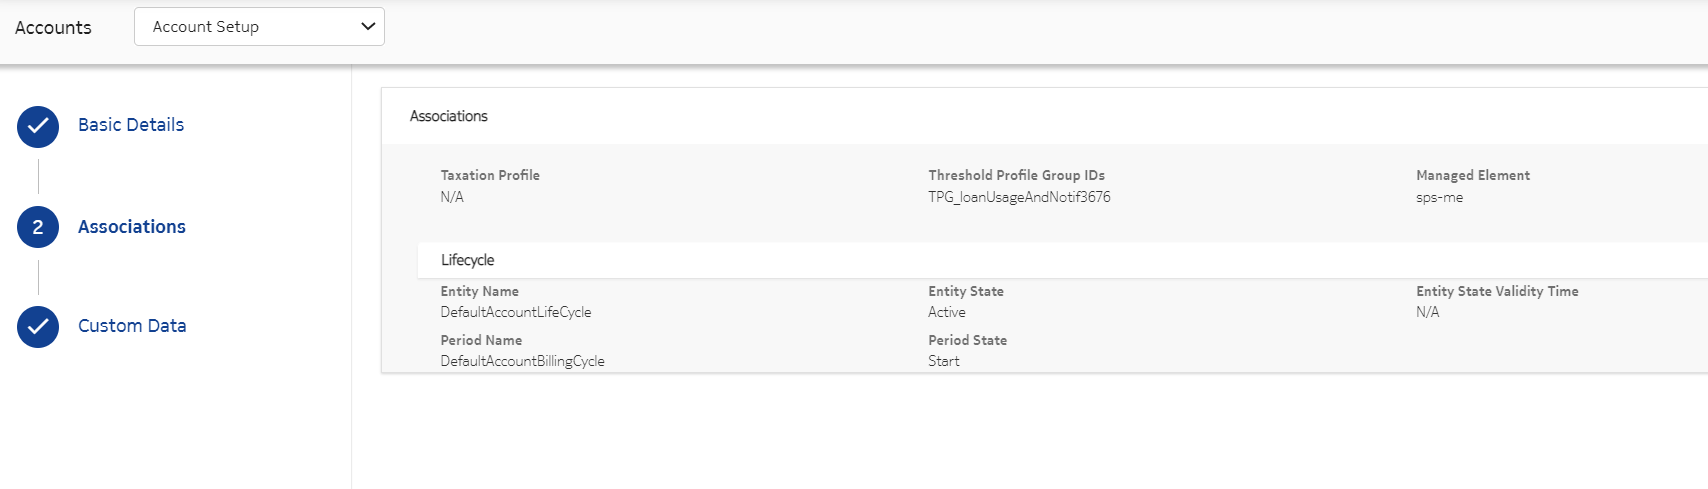 Accounts
Account Setup
Basic Details
2
Associations
Custom Data
Associations
Taxation Profile
N/A
Threshold Profile Group IDs
TPG_loanUsageAndNotif3676
Managed Element
sps-me
Lifecycle
Entity Name
DefaultAccountLifeCycle
Entity State
Active
Entity State Validity Time
N/A
Period Name
DefaultAccountBillingCycle
Period State
Start